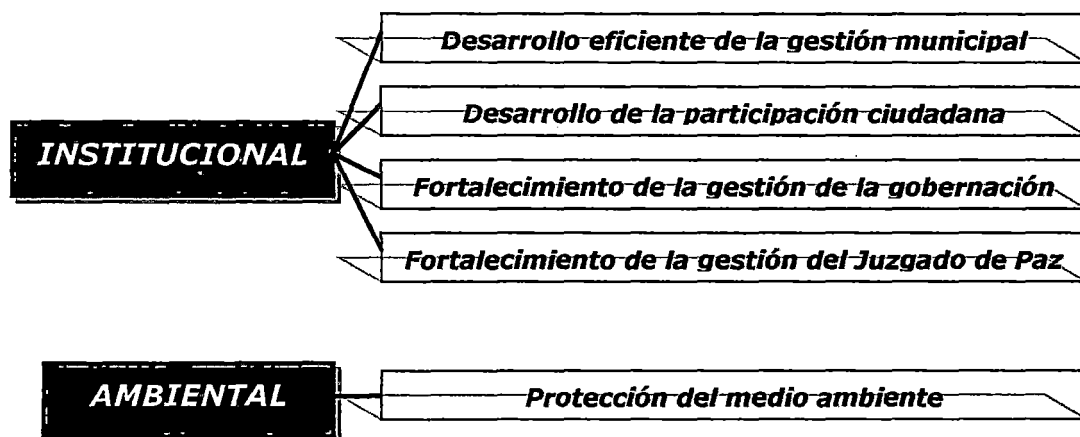 Desarrollo eficiente de la gestión municipal
Desarrollo de la participación ciudadana
INSTITUCIONAL
Fortalecimiento de la gestión de la gobernación
Fortalecimiento de la gestión del Juzgado de Paz
AMBIENTAL
Protección del medio ambiente